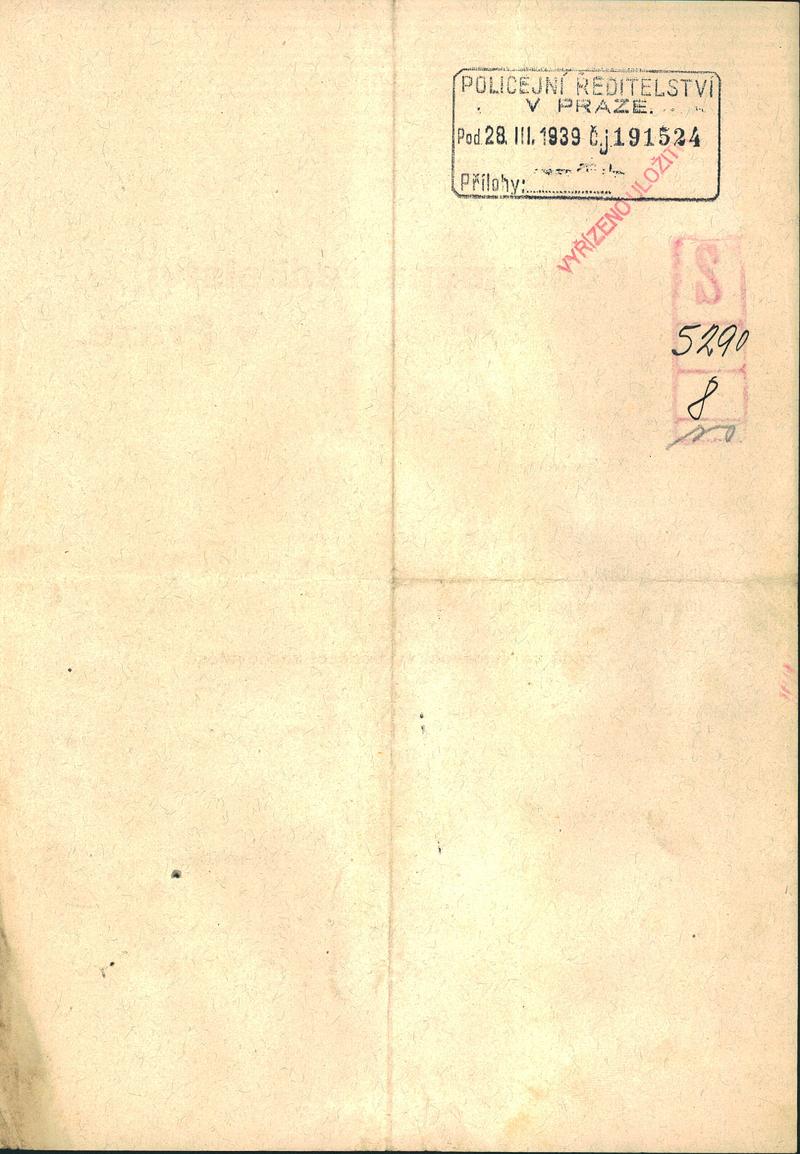 POLICEJNÍ ŘEDITELSTVÍ
V PRAZE.
Pod 28. III. 1939 č.j 191524
Přílohy:
VYŘÍZENO ULOŽIT
S
5290
8